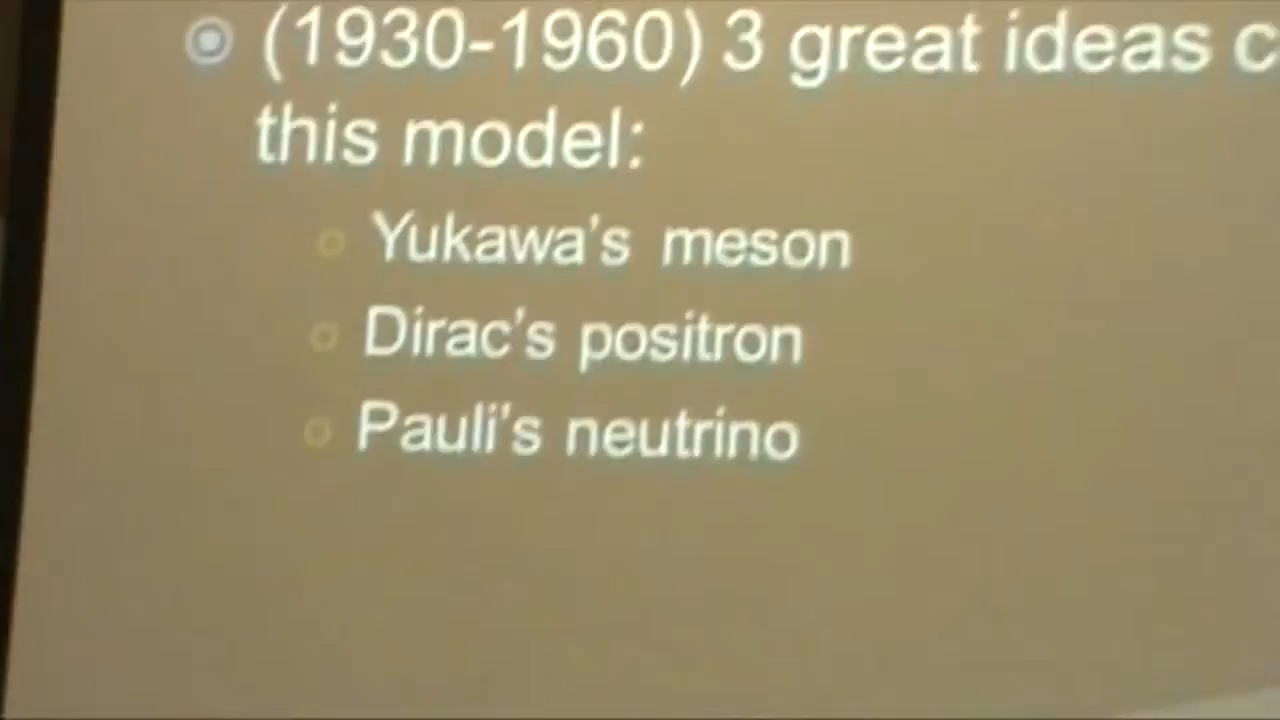 (1930-1960) 3 great ideas
this model:
Yukawa's meson
Dirac's positron
Pauli's neutrino